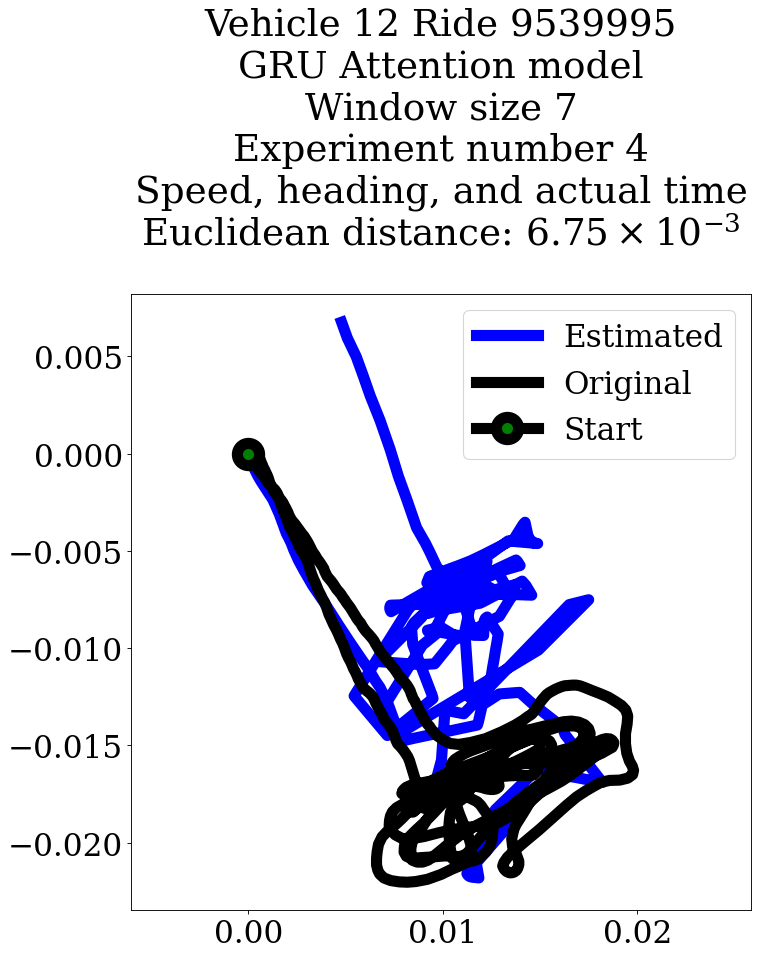 Vehicle 12 Ride 9539995
GRU Attention model
Window size 7
Experiment number 4
Speed, heading, and actual time
Euclidean distance: 6.75 × 10⁻³
Estimated
Original
Start
0.005
0.000
−0.005
−0.010
−0.015
−0.020
0.00
0.01
0.02